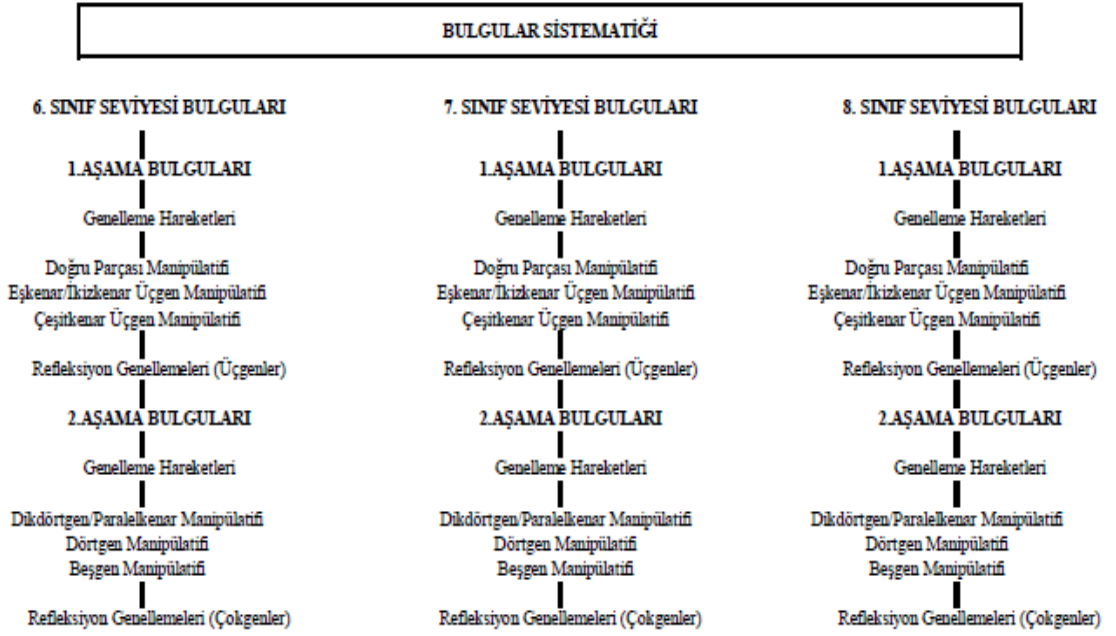 BULGULAR SİSTEMATİĞİ
6. SINIF SEVİYESİ BULGULARI
1.AŞAMA BULGULARI
Genelleme Hareketleri
Doğru Parçası Manipülatifi
Eşkenar/İkizkenar Üçgen Manipülatifi
Çeşitkenar Üçgen Manipülatifi
Refleksiyon Genellemeleri (Üçgenler)
2.AŞAMA BULGULARI
Genelleme Hareketleri
Dikdörtgen/Paralelkenar Manipülatifi
Dörtgen Manipülatifi
Beşgen Manipülatifi
Refleksiyon Genellemeleri (Çokgenler)
7. SINIF SEVİYESİ BULGULARI
1.AŞAMA BULGULARI
Genelleme Hareketleri
Doğru Parçası Manipülatifi
Eşkenar/İkizkenar Üçgen Manipülatifi
Çeşitkenar Üçgen Manipülatifi
Refleksiyon Genellemeleri (Üçgenler)
2.AŞAMA BULGULARI
Genelleme Hareketleri
Dikdörtgen/Paralelkenar Manipülatifi
Dörtgen Manipülatifi
Beşgen Manipülatifi
Refleksiyon Genellemeleri (Çokgenler)
8. SINIF SEVİYESİ BULGULARI
1.AŞAMA BULGULARI
Genelleme Hareketleri
Doğru Parçası Manipülatifi
Eşkenar/İkizkenar Üçgen Manipülatifi
Çeşitkenar Üçgen Manipülatifi
Refleksiyon Genellemeleri (Üçgenler)
2.AŞAMA BULGULARI
Genelleme Hareketleri
Dikdörtgen/Paralelkenar Manipülatifi
Dörtgen Manipülatifi
Beşgen Manipülatifi
Refleksiyon Genellemeleri (Çokgenler)